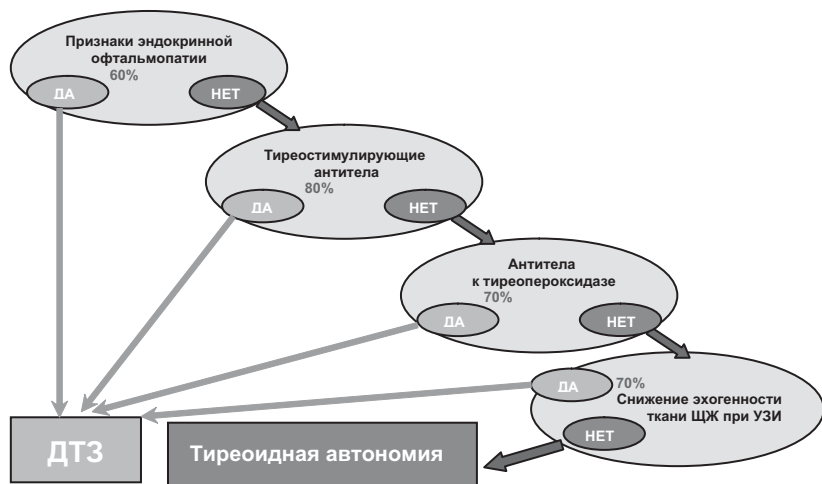 Признаки эндокринной
офтальмопатии
60%
ДА
НЕТ
Тиреостимулирующие
антитела
80%
ДА
НЕТ
Антитела
к тиреопероксидазе
70%
ДА
НЕТ
ДА
70%
Снижение эхогенности
ткани ЩЖ при УЗИ
НЕТ
ДТЗ
Тиреоидная автономия